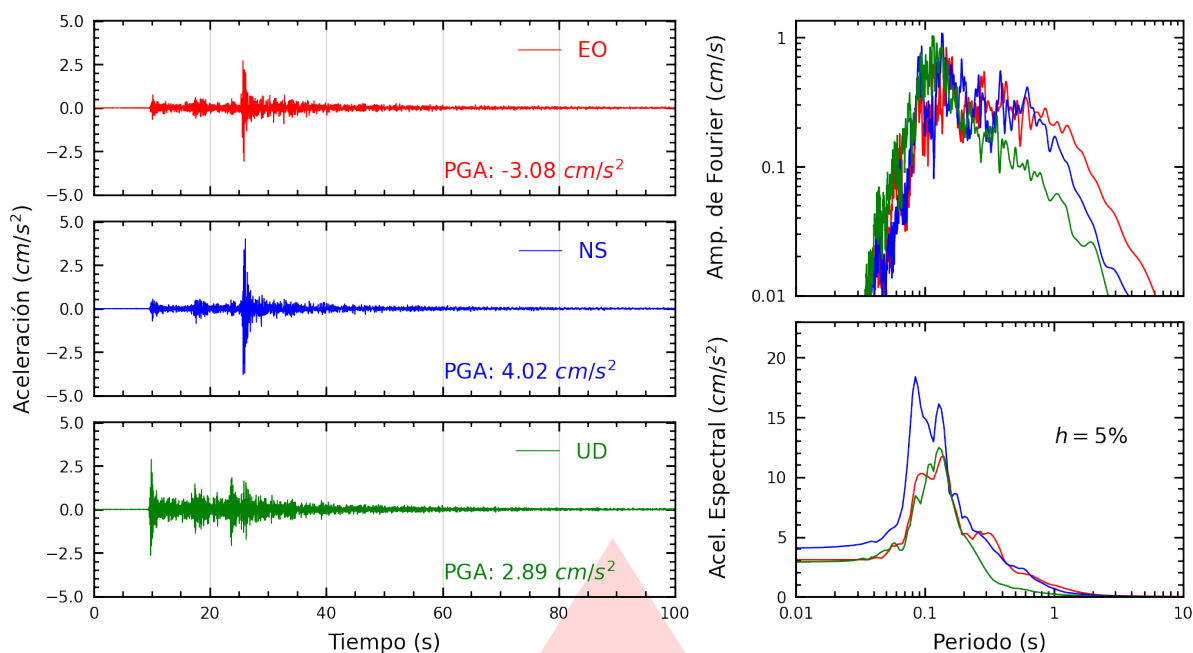 Aceleración (cm/s²)
5.0
2.5
0.0
−2.5
−5.0
EO
PGA: -3.08 cm/s²
5.0
2.5
0.0
−2.5
−5.0
NS
PGA: 4.02 cm/s²
5.0
2.5
0.0
−2.5
−5.0
UD
PGA: 2.89 cm/s²
0 20 40 60 80 100
Tiempo (s)
Amp. de Fourier (cm/s)
1
0.1
0.01
Acel. Espectral (cm/s²)
20
15
10
5
0
h = 5%
0.01 0.1 1 10
Periodo (s)